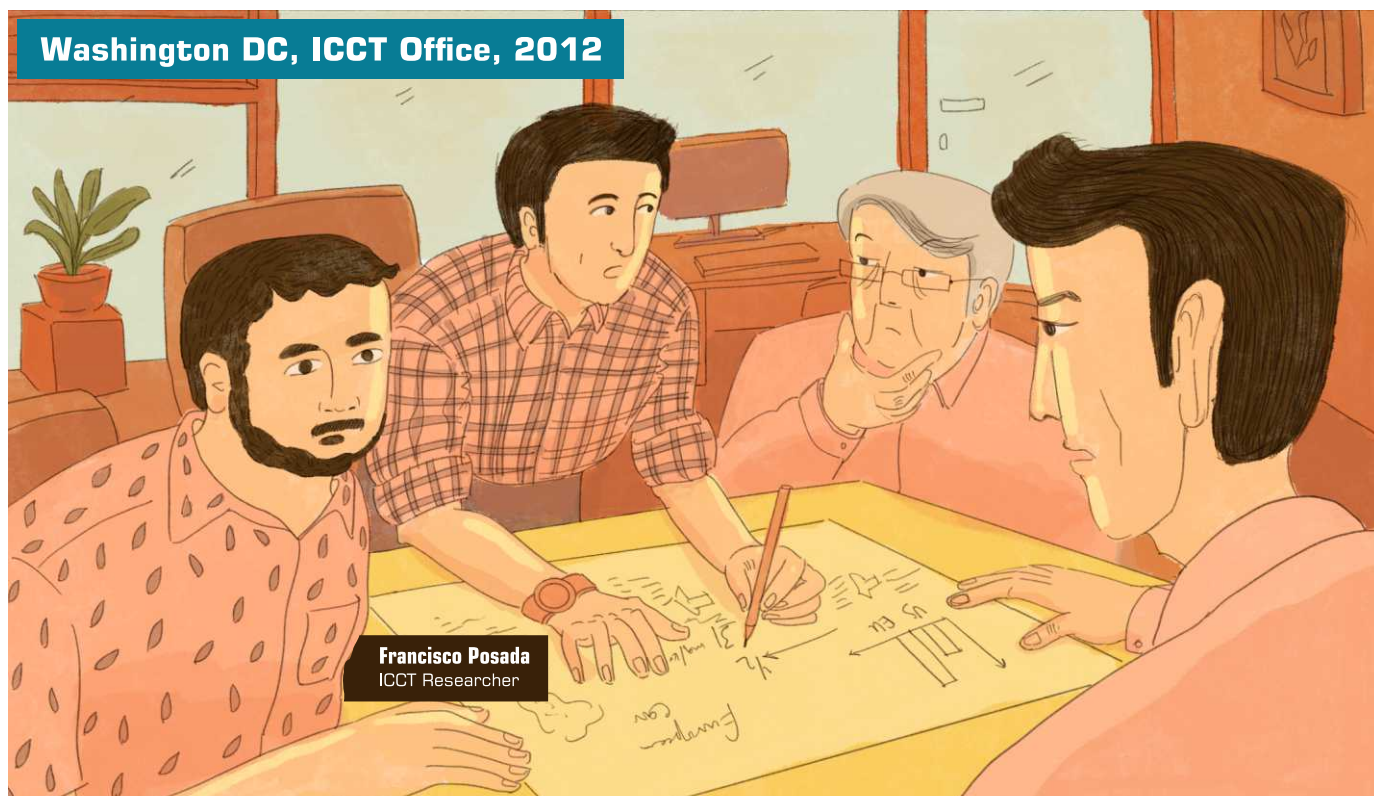 Washington DC, ICCT Office, 2012
Francisco Posada
ICCT Researcher
US
EU
European
car